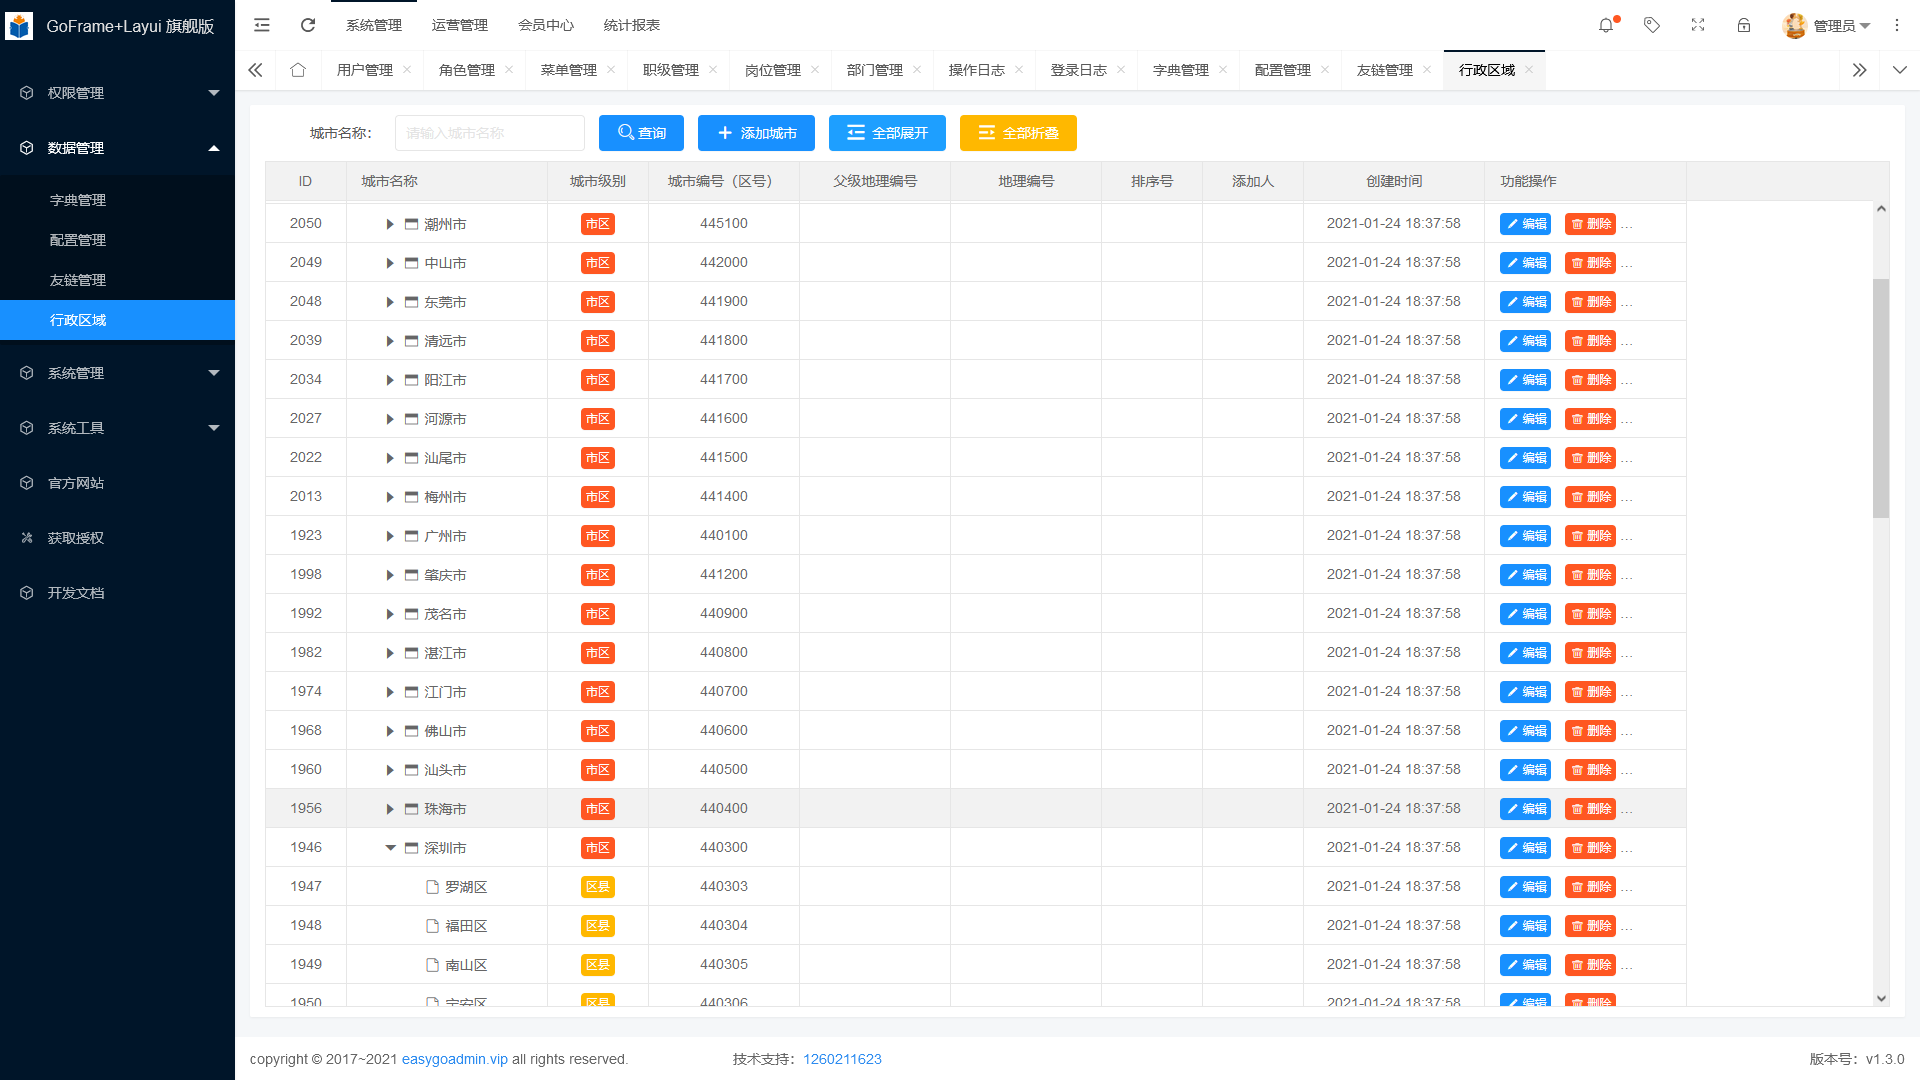 GoFrame+Layui 旗舰版
系统管理 运营管理 会员中心 统计报表
管理员
用户管理 角色管理 菜单管理 职级管理 岗位管理 部门管理 操作日志 登录日志 字典管理 配置管理 友链管理 行政区域
权限管理
数据管理
字典管理
配置管理
友链管理
行政区域
系统管理
系统工具
官方网站
获取授权
开发文档
城市名称： 请输入城市名称 查询 添加城市 全部展开 全部折叠
ID 城市名称 城市级别 城市编号（区号） 父级地理编号 地理编号 排序号 添加人 创建时间 功能操作
2050 潮州市 市区 445100 2021-01-24 18:37:58 编辑 删除 ...
2049 中山市 市区 442000 2021-01-24 18:37:58 编辑 删除 ...
2048 东莞市 市区 441900 2021-01-24 18:37:58 编辑 删除 ...
2039 清远市 市区 441800 2021-01-24 18:37:58 编辑 删除 ...
2034 阳江市 市区 441700 2021-01-24 18:37:58 编辑 删除 ...
2027 河源市 市区 441600 2021-01-24 18:37:58 编辑 删除 ...
2022 汕尾市 市区 441500 2021-01-24 18:37:58 编辑 删除 ...
2013 梅州市 市区 441400 2021-01-24 18:37:58 编辑 删除 ...
1923 广州市 市区 440100 2021-01-24 18:37:58 编辑 删除 ...
1998 肇庆市 市区 441200 2021-01-24 18:37:58 编辑 删除 ...
1992 茂名市 市区 440900 2021-01-24 18:37:58 编辑 删除 ...
1982 湛江市 市区 440800 2021-01-24 18:37:58 编辑 删除 ...
1974 江门市 市区 440700 2021-01-24 18:37:58 编辑 删除 ...
1968 佛山市 市区 440600 2021-01-24 18:37:58 编辑 删除 ...
1960 汕头市 市区 440500 2021-01-24 18:37:58 编辑 删除 ...
1956 珠海市 市区 440400 2021-01-24 18:37:58 编辑 删除 ...
1946 深圳市 市区 440300 2021-01-24 18:37:58 编辑 删除 ...
1947 罗湖区 区县 440303 2021-01-24 18:37:58 编辑 删除 ...
1948 福田区 区县 440304 2021-01-24 18:37:58 编辑 删除 ...
1949 南山区 区县 440305 2021-01-24 18:37:58 编辑 删除 ...
1950 宝安区 区县 440306 2021-01-24 18:37:58 编辑 删除 ...
copyright © 2017~2021 easygoadmin.vip all rights reserved. 技术支持：1260211623 版本号：v1.3.0